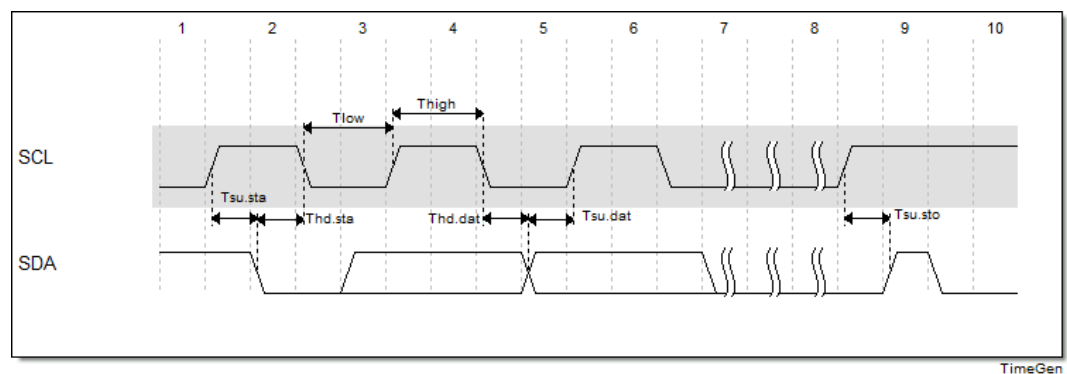 1 2 3 4 5 6 7 8 9 10
Thigh
Tlow
SCL
Tsu.sta
Thd.sta Thd.dat Tsu.dat Tsu.sto
SDA
TimeGen